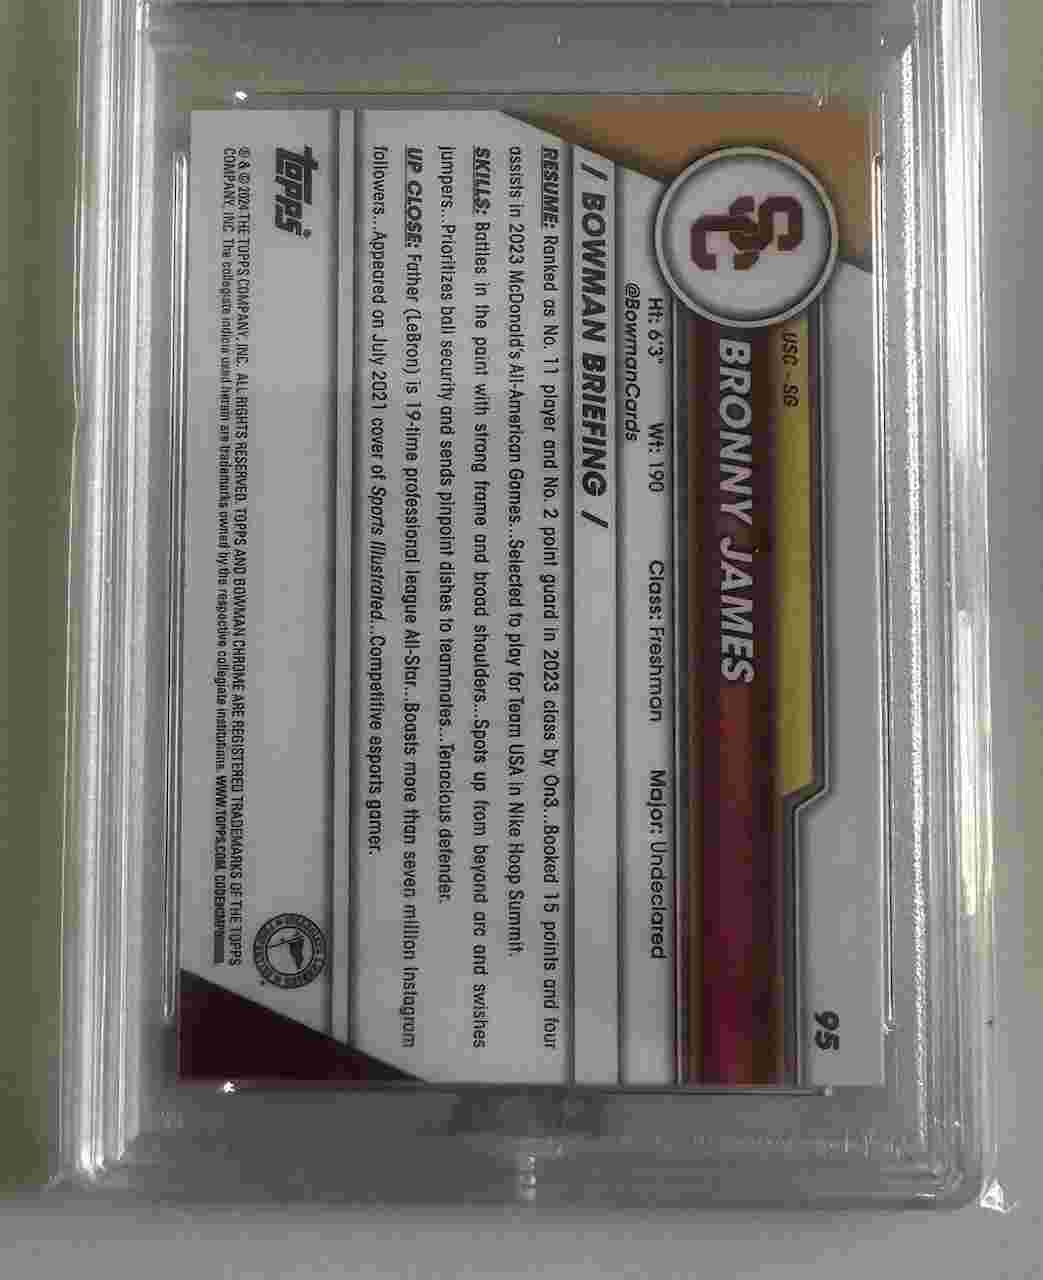 95
USC - SG
SC
BRONNY JAMES
Ht: 6'3" Wt: 190 Class: Freshman Major: Undeclared
@BowmanCards
/ BOWMAN BRIEFING /
RESUME: Ranked as No. 11 player and No. 2 point guard in 2023 class by On3...Booked 15 points and four
assists in 2023 McDonald's All-American Games...Selected to play for Team USA in Nike Hoop Summit.
SKILLS: Battles in the paint with strong frame and broad shoulders...Spots up from beyond arc and swishes
jumpers...Prioritizes ball security and sends pinpoint dishes to teammates...Tenacious defender.
UP CLOSE: Father (LeBron) is 19-time professional league All-Star...Boasts more than seven million Instagram
followers...Appeared on July 2021 cover of Sports Illustrated...Competitive esports gamer.
topps
® & © 2024 THE TOPPS COMPANY, INC. ALL RIGHTS RESERVED. TOPPS AND BOWMAN CHROME ARE REGISTERED TRADEMARKS OF THE TOPPS
COMPANY, INC. The collegiate indicia used herein are trademarks owned by the respective collegiate institutions. WWW.TOPPS.COM.